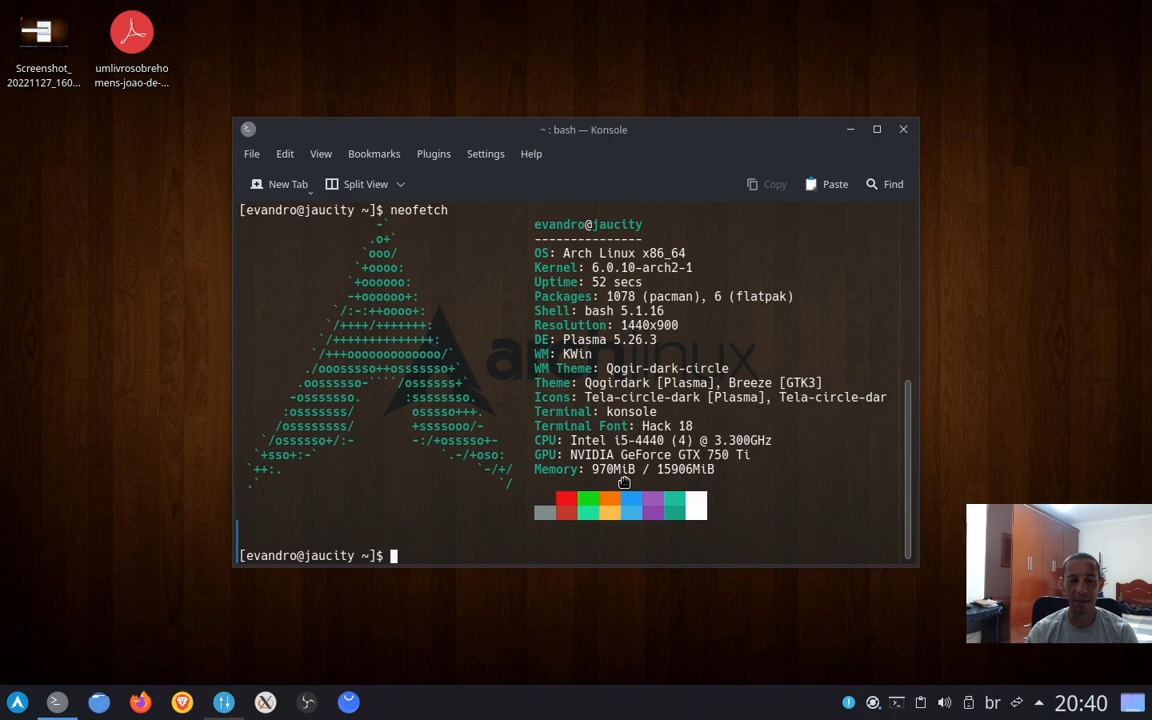 Screenshot_
20221127_160...
umlivrosobreho
mens-joao-de-...
~ : bash — Konsole
File Edit View Bookmarks Plugins Settings Help
New Tab Split View Copy Paste Find
[evandro@jaucity ~]$ neofetch
evandro@jaucity
---------------
OS: Arch Linux x86_64
Kernel: 6.0.10-arch2-1
Uptime: 52 secs
Packages: 1078 (pacman), 6 (flatpak)
Shell: bash 5.1.16
Resolution: 1440x900
DE: Plasma 5.26.3
WM: KWin
WM Theme: Qogir-dark-circle
Theme: Qogirdark [Plasma], Breeze [GTK3]
Icons: Tela-circle-dark [Plasma], Tela-circle-dar
Terminal: konsole
Terminal Font: Hack 18
CPU: Intel i5-4440 (4) @ 3.300GHz
GPU: NVIDIA GeForce GTX 750 Ti
Memory: 970MiB / 15906MiB
archlinux
[evandro@jaucity ~]$
br 20:40